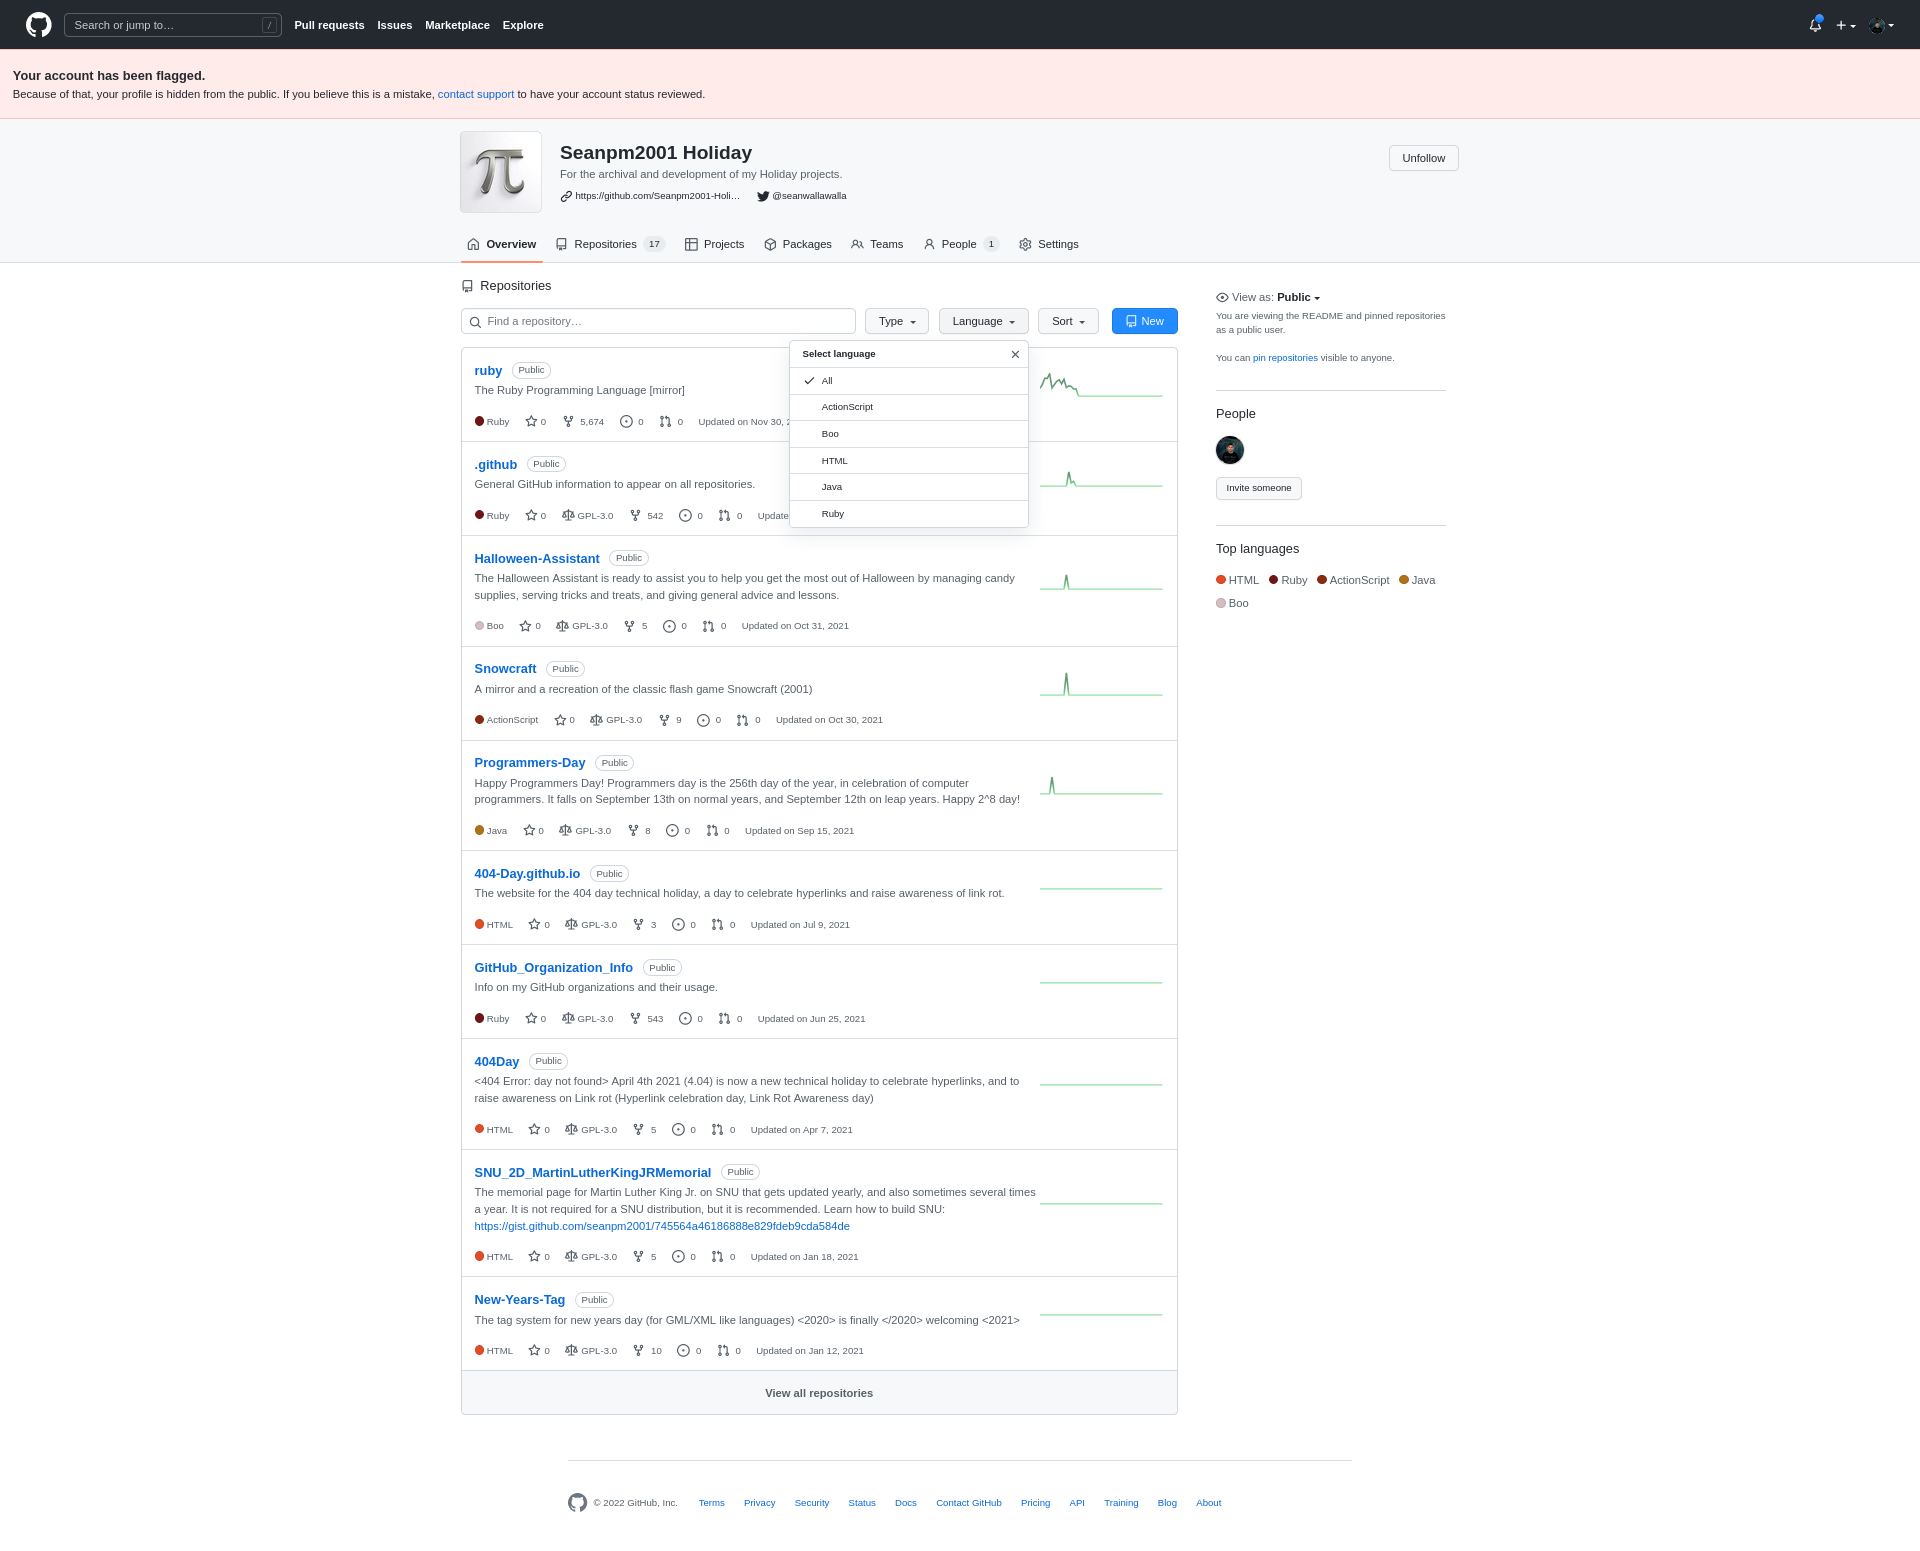 Search or jump to…
/
Pull requests
Issues
Marketplace
Explore
Your account has been flagged.
Because of that, your profile is hidden from the public. If you believe this is a mistake, contact support to have your account status reviewed.
Seanpm2001 Holiday
For the archival and development of my Holiday projects.
https://github.com/Seanpm2001-Holi…
@seanwallawalla
Unfollow
Overview
Repositories 17
Projects
Packages
Teams
People 1
Settings
Repositories
Find a repository…
Type
Language
Sort
New
Select language
All
ActionScript
Boo
HTML
Java
Ruby
ruby Public
The Ruby Programming Language [mirror]
Ruby 0 5,674 0 0 Updated on Nov 30,
.github Public
General GitHub information to appear on all repositories.
Ruby 0 GPL-3.0 542 0 0 Update
Halloween-Assistant Public
The Halloween Assistant is ready to assist you to help you get the most out of Halloween by managing candy
supplies, serving tricks and treats, and giving general advice and lessons.
Boo 0 GPL-3.0 5 0 0 Updated on Oct 31, 2021
Snowcraft Public
A mirror and a recreation of the classic flash game Snowcraft (2001)
ActionScript 0 GPL-3.0 9 0 0 Updated on Oct 30, 2021
Programmers-Day Public
Happy Programmers Day! Programmers day is the 256th day of the year, in celebration of computer
programmers. It falls on September 13th on normal years, and September 12th on leap years. Happy 2^8 day!
Java 0 GPL-3.0 8 0 0 Updated on Sep 15, 2021
404-Day.github.io Public
The website for the 404 day technical holiday, a day to celebrate hyperlinks and raise awareness of link rot.
HTML 0 GPL-3.0 3 0 0 Updated on Jul 9, 2021
GitHub_Organization_Info Public
Info on my GitHub organizations and their usage.
Ruby 0 GPL-3.0 543 0 0 Updated on Jun 25, 2021
404Day Public
<404 Error: day not found> April 4th 2021 (4.04) is now a new technical holiday to celebrate hyperlinks, and to
raise awareness on Link rot (Hyperlink celebration day, Link Rot Awareness day)
HTML 0 GPL-3.0 5 0 0 Updated on Apr 7, 2021
SNU_2D_MartinLutherKingJRMemorial Public
The memorial page for Martin Luther King Jr. on SNU that gets updated yearly, and also sometimes several times
a year. It is not required for a SNU distribution, but it is recommended. Learn how to build SNU:
https://gist.github.com/seanpm2001/745564a46186888e829fdeb9cda584de
HTML 0 GPL-3.0 5 0 0 Updated on Jan 18, 2021
New-Years-Tag Public
The tag system for new years day (for GML/XML like languages) <2020> is finally </2020> welcoming <2021>
HTML 0 GPL-3.0 10 0 0 Updated on Jan 12, 2021
View all repositories
View as: Public
You are viewing the README and pinned repositories
as a public user.
You can pin repositories visible to anyone.
People
Invite someone
Top languages
HTML Ruby ActionScript Java
Boo
© 2022 GitHub, Inc.
Terms
Privacy
Security
Status
Docs
Contact GitHub
Pricing
API
Training
Blog
About